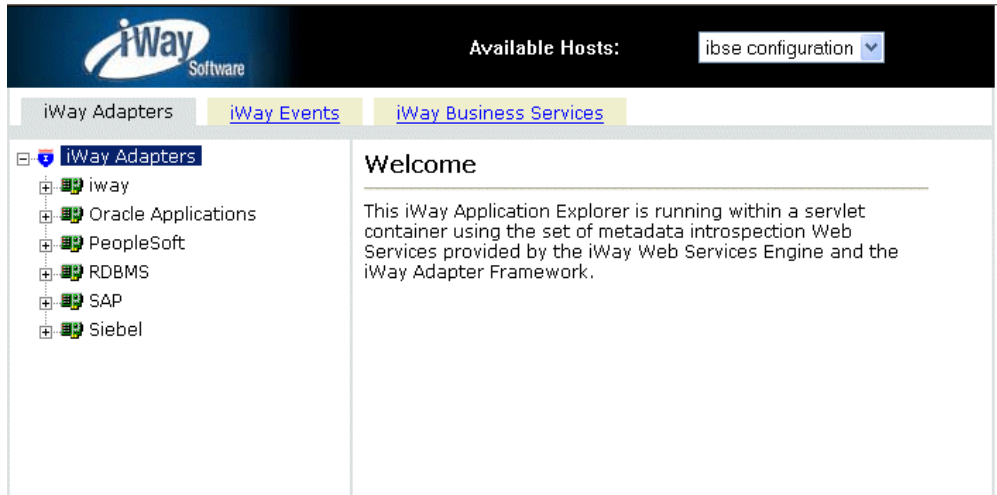 iWay
Software
Available Hosts:
ibse configuration
iWay Adapters
iWay Events
iWay Business Services
iWay Adapters
iway
Oracle Applications
PeopleSoft
RDBMS
SAP
Siebel
Welcome
This iWay Application Explorer is running within a servlet
container using the set of metadata introspection Web
Services provided by the iWay Web Services Engine and the
iWay Adapter Framework.